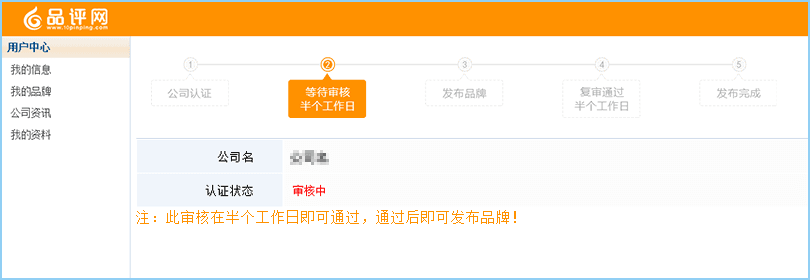 品评网
www.11pinping.com
用户中心
我的信息
我的品牌
公司资讯
我的资料
1
2
3
4
5
公司认证
等待审核
半个工作日
发布品牌
复审通过
半个工作日
发布完成
公司名
认证状态 审核中
注：此审核在半个工作日即可通过，通过后即可发布品牌！